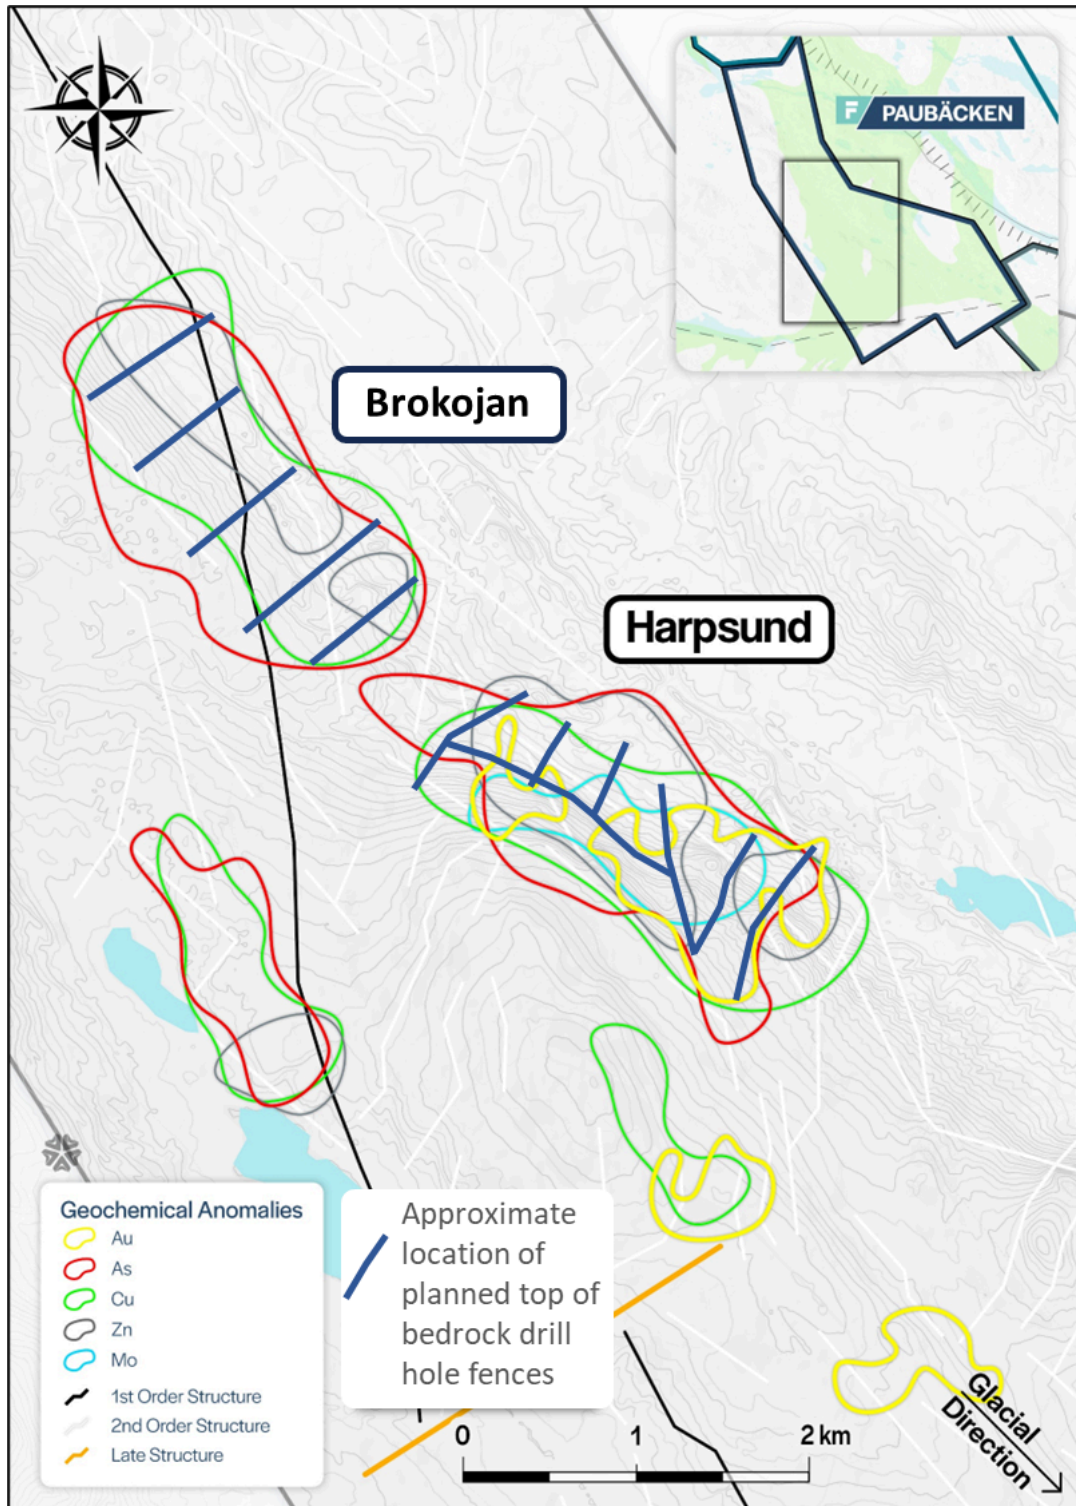 F PAUBÄCKEN
Brokojan
Harpsund
Geochemical Anomalies
Au
As
Cu
Zn
Mo
1st Order Structure
2nd Order Structure
Late Structure
Approximate
location of
planned top of
bedrock drill
hole fences
0 1 2 km
Glacial
Direction